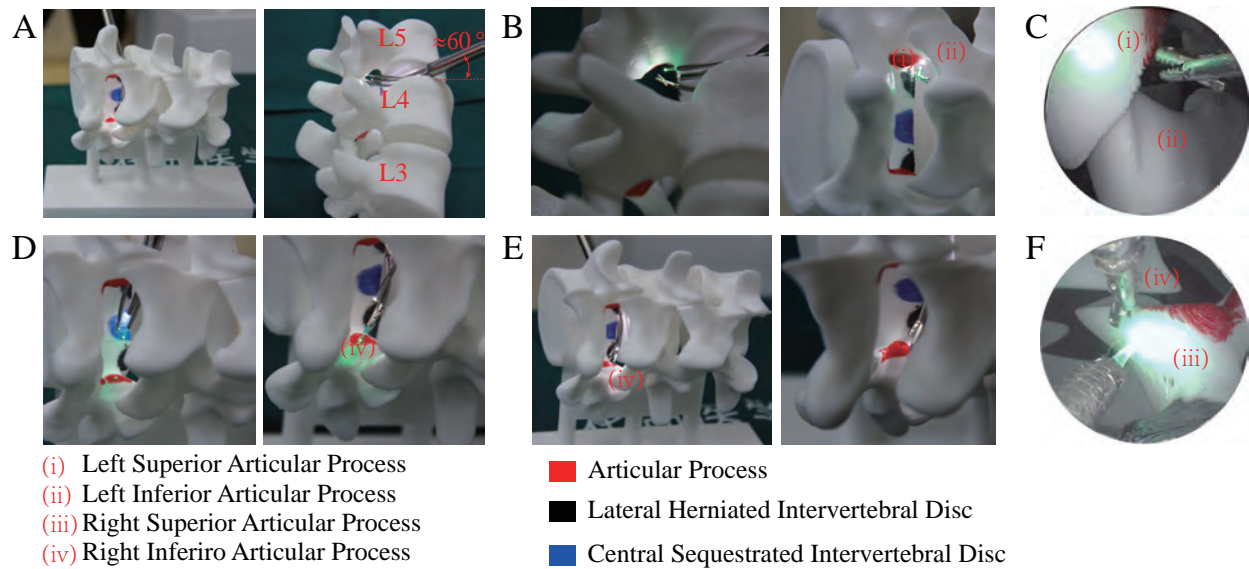 A
L5
≈60°
L4
L3
B
(i)
(ii)
C
(i)
(ii)
D
(iv)
E
(iv)
F
(iv)
(iii)
(i) Left Superior Articular Process
(ii) Left Inferior Articular Process
(iii) Right Superior Articular Process
(iv) Right Inferiro Articular Process
Articular Process
Lateral Herniated Intervertebral Disc
Central Sequestrated Intervertebral Disc